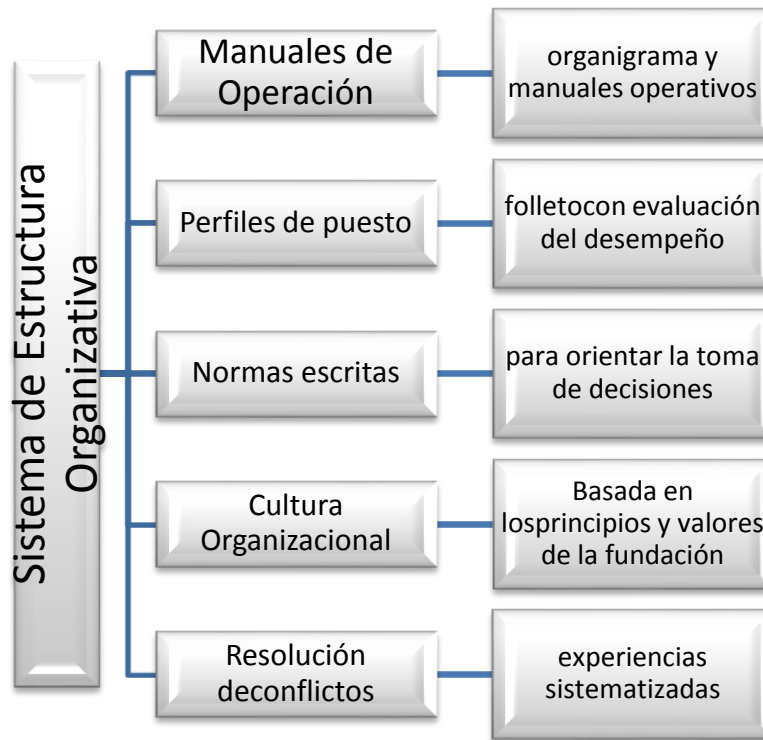 Sistema de Estructura
Organizativa
Manuales de
Operación
organigrama y
manuales operativos
Perfiles de puesto
folletocon evaluación
del desempeño
Normas escritas
para orientar la toma
de decisiones
Cultura
Organizacional
Basada en
losprincipios y valores
de la fundación
Resolución
deconflictos
experiencias
sistematizadas